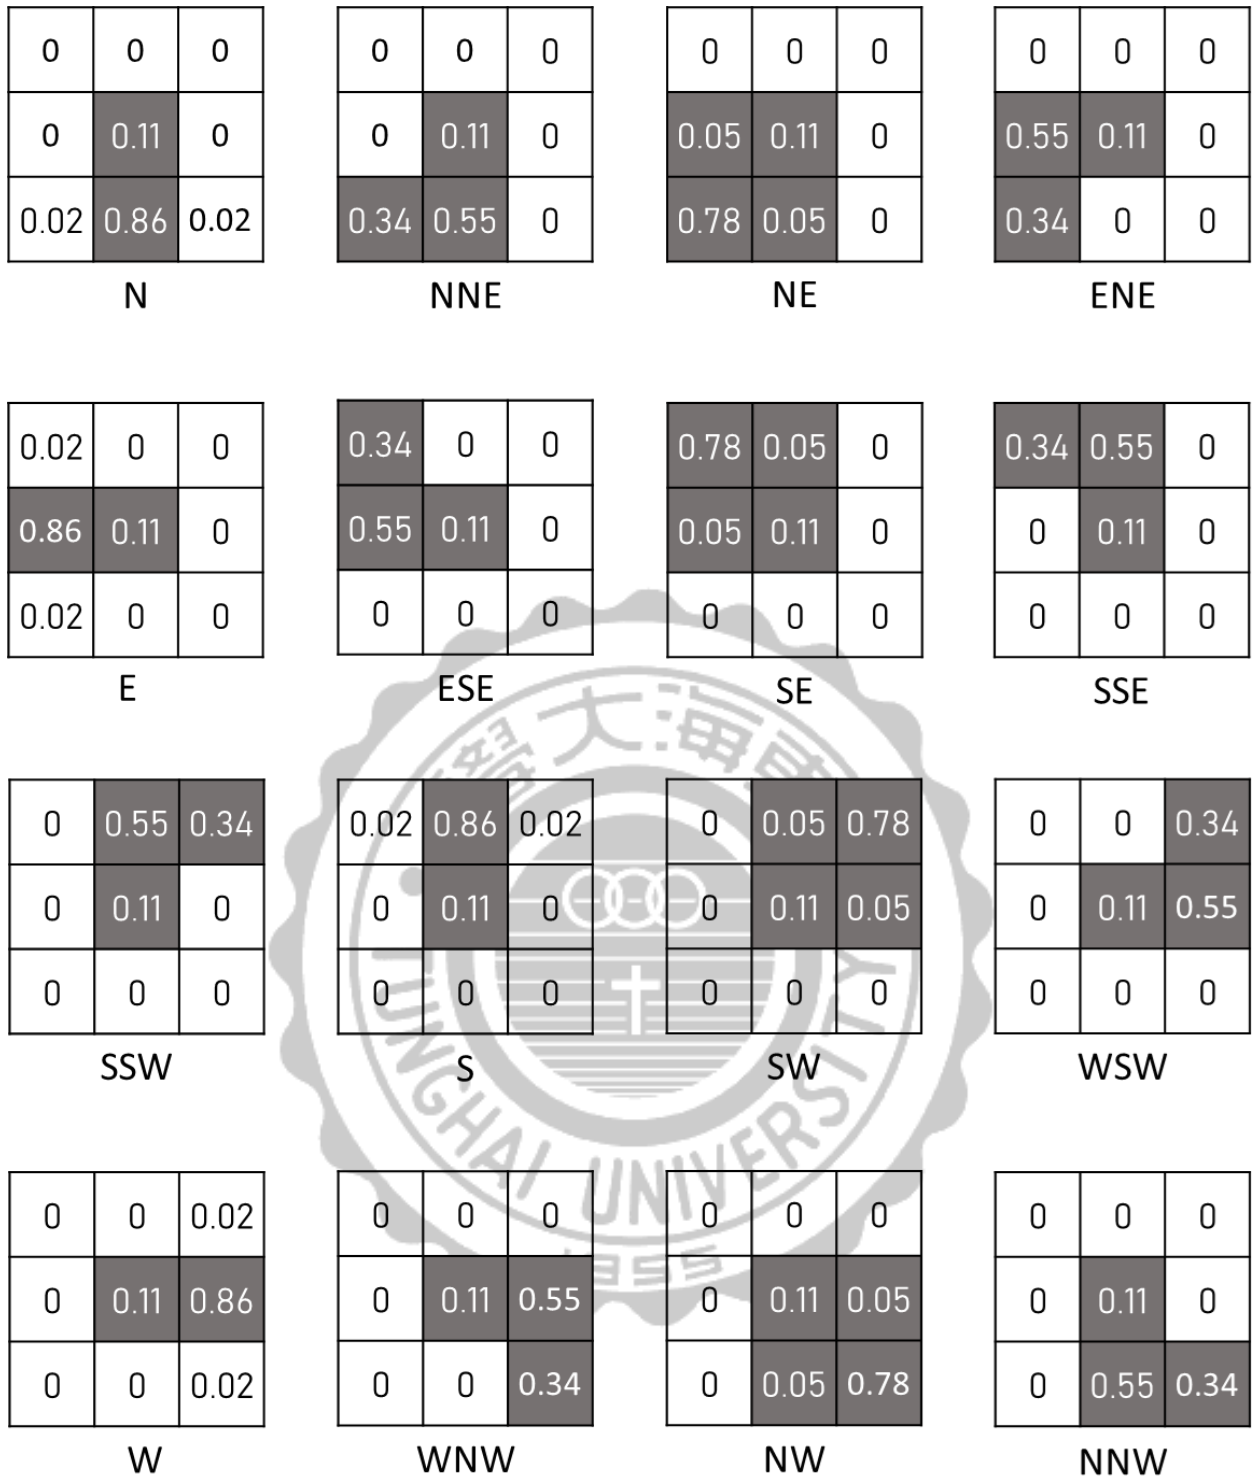 0 0 0
0 0.11 0
0.02 0.86 0.02
N
0 0 0
0 0.11 0
0.34 0.55 0
NNE
0 0 0
0.05 0.11 0
0.78 0.05 0
NE
0 0 0
0.55 0.11 0
0.34 0 0
ENE
0.02 0 0
0.86 0.11 0
0.02 0 0
E
0.34 0 0
0.55 0.11 0
0 0 0
ESE
0.78 0.05 0
0.05 0.11 0
0 0 0
SE
0.34 0.55 0
0 0.11 0
0 0 0
SSE
0 0.55 0.34
0 0.11 0
0 0 0
SSW
0.02 0.86 0.02
0 0.11 0
0 0 0
S
0 0.05 0.78
0 0.11 0.05
0 0 0
SW
0 0 0.34
0 0.11 0.55
0 0 0
WSW
0 0 0.02
0 0.11 0.86
0 0 0.02
W
0 0 0
0 0.11 0.55
0 0 0.34
WNW
0 0 0
0 0.11 0.05
0 0.05 0.78
NW
0 0 0
0 0.11 0
0 0.55 0.34
NNW
學大海東
TUNGHAI UNIVERSITY
1955